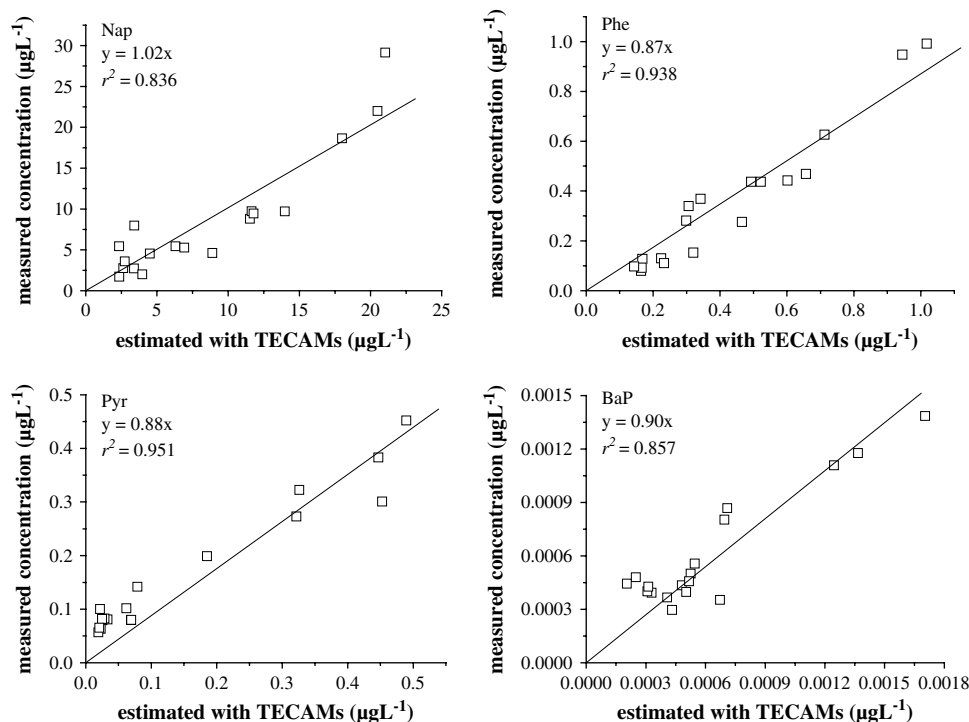 Nap
y = 1.02x
r² = 0.836
measured concentration (µgL⁻¹)
30
25
20
15
10
5
0
0 5 10 15 20 25
estimated with TECAMs (µgL⁻¹)
Phe
y = 0.87x
r² = 0.938
measured concentration (µgL⁻¹)
1.0
0.8
0.6
0.4
0.2
0.0
0.0 0.2 0.4 0.6 0.8 1.0
estimated with TECAMs (µgL⁻¹)
Pyr
y = 0.88x
r² = 0.951
measured concentration (µgL⁻¹)
0.5
0.4
0.3
0.2
0.1
0.0
0.0 0.1 0.2 0.3 0.4 0.5
estimated with TECAMs (µgL⁻¹)
BaP
y = 0.90x
r² = 0.857
measured concentration (µgL⁻¹)
0.0015
0.0012
0.0009
0.0006
0.0003
0.0000
0.0000 0.0003 0.0006 0.0009 0.0012 0.0015 0.0018
estimated with TECAMs (µgL⁻¹)